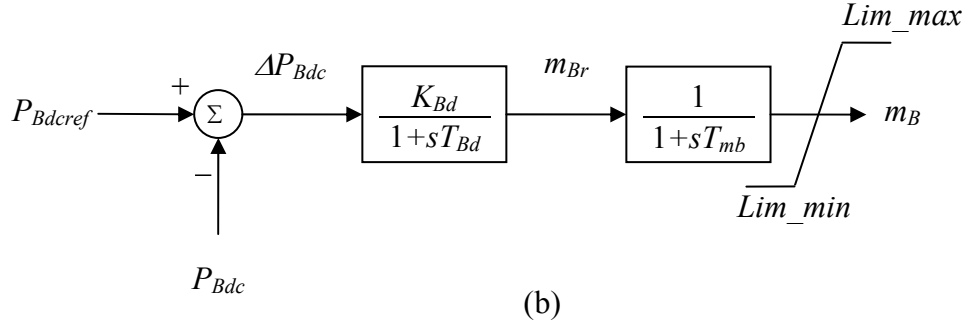 Lim_max
ΔP_Bdc
m_Br
+
P_Bdcref
Σ
K_Bd
1+sT_Bd
1
1+sT_mb
m_B
−
Lim_min
P_Bdc
(b)